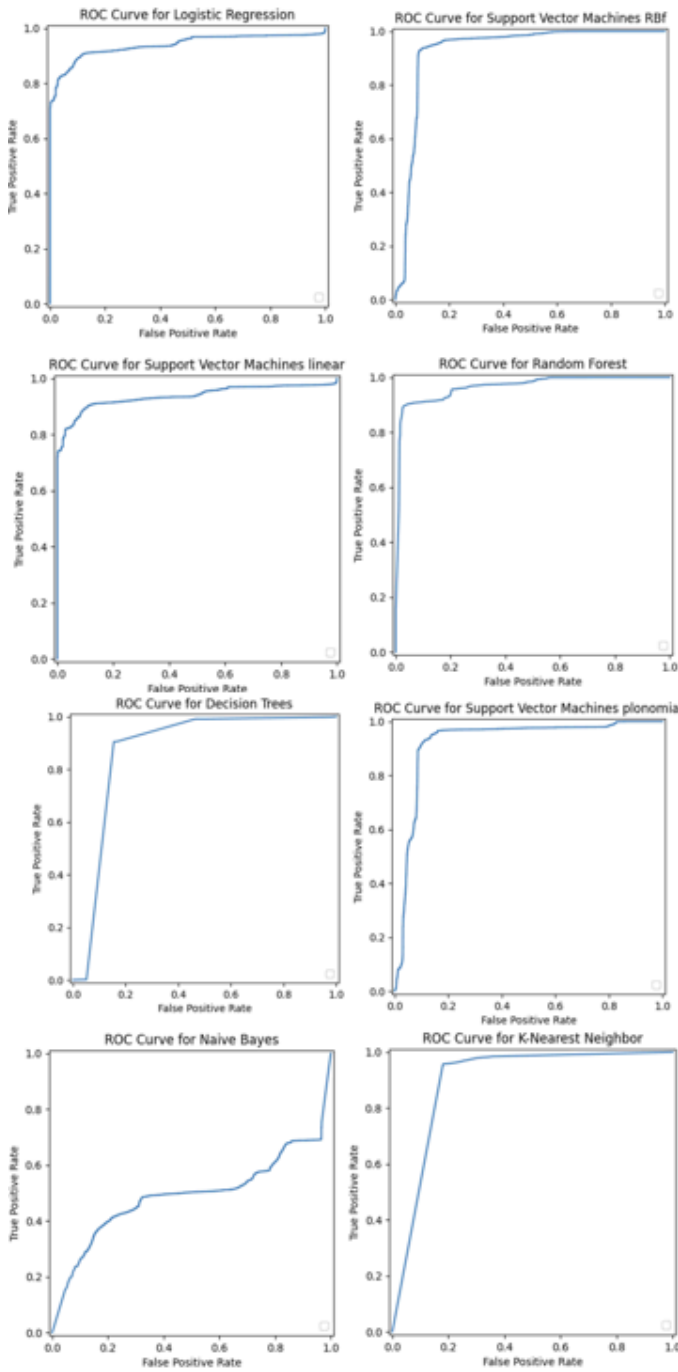 ROC Curve for Logistic Regression
True Positive Rate
1.0
0.8
0.6
0.4
0.2
0.0
0.0 0.2 0.4 0.6 0.8 1.0
False Positive Rate
ROC Curve for Support Vector Machines RBf
True Positive Rate
1.0
0.8
0.6
0.4
0.2
0.0
0.0 0.2 0.4 0.6 0.8 1.0
False Positive Rate
ROC Curve for Support Vector Machines linear
True Positive Rate
1.0
0.8
0.6
0.4
0.2
0.0
0.0 0.2 0.4 0.6 0.8 1.0
False Positive Rate
ROC Curve for Random Forest
True Positive Rate
1.0
0.8
0.6
0.4
0.2
0.0
0.0 0.2 0.4 0.6 0.8 1.0
False Positive Rate
ROC Curve for Decision Trees
True Positive Rate
1.0
0.8
0.6
0.4
0.2
0.0
0.0 0.2 0.4 0.6 0.8 1.0
False Positive Rate
ROC Curve for Support Vector Machines plonomia
True Positive Rate
1.0
0.8
0.6
0.4
0.2
0.0
0.0 0.2 0.4 0.6 0.8 1.0
False Positive Rate
ROC Curve for Naive Bayes
True Positive Rate
1.0
0.8
0.6
0.4
0.2
0.0
0.0 0.2 0.4 0.6 0.8 1.0
False Positive Rate
ROC Curve for K-Nearest Neighbor
True Positive Rate
1.0
0.8
0.6
0.4
0.2
0.0
0.0 0.2 0.4 0.6 0.8 1.0
False Positive Rate